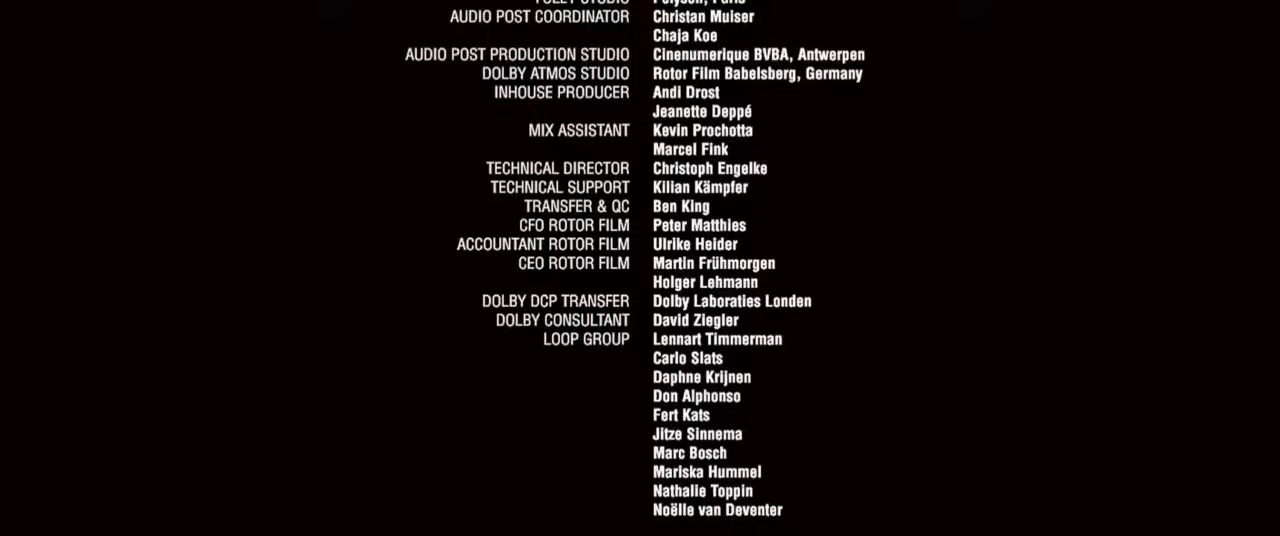 AUDIO POST COORDINATOR Christan Muiser
Chaja Koe
AUDIO POST PRODUCTION STUDIO Cinenumerique BVBA, Antwerpen
DOLBY ATMOS STUDIO Rotor Film Babelsberg, Germany
INHOUSE PRODUCER Andi Drost
Jeanette Deppé
MIX ASSISTANT Kevin Prochotta
Marcel Fink
TECHNICAL DIRECTOR Christoph Engelke
TECHNICAL SUPPORT Kilian Kämpfer
TRANSFER & QC Ben King
CFO ROTOR FILM Peter Matthies
ACCOUNTANT ROTOR FILM Ulrike Heider
CEO ROTOR FILM Martin Frühmorgen
Holger Lehmann
DOLBY DCP TRANSFER Dolby Laboraties Londen
DOLBY CONSULTANT David Ziegler
LOOP GROUP Lennart Timmerman
Carlo Slats
Daphne Krijnen
Don Alphonso
Fert Kats
Jitze Sinnema
Marc Bosch
Mariska Hummel
Nathalie Toppin
Noëlle van Deventer